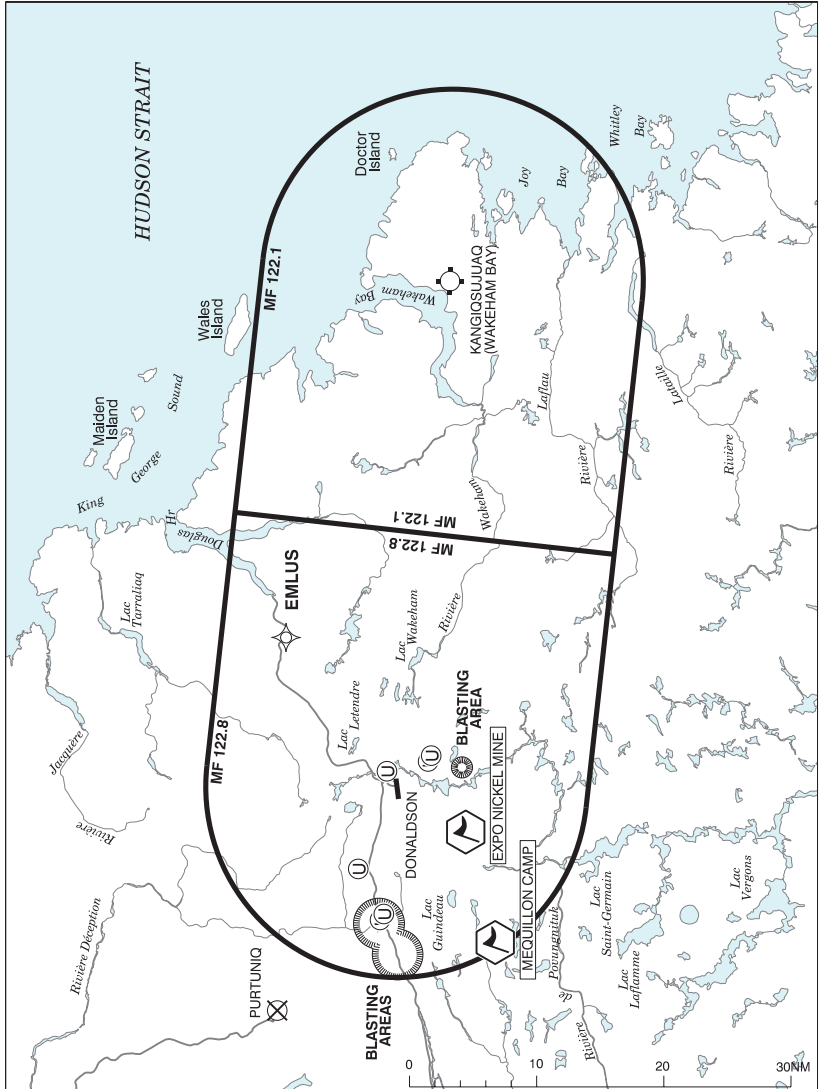 HUDSON STRAIT
Doctor
Island
Whitley
Bay
Joy
Bay
MF 122.1
Wales
Island
Wakeham
Bay
KANGIQSUJUAQ
(WAKEHAM BAY)
Maiden
Island
Sound
George
King
Laflau
Rivière
Lataille
Rivière
Hr
Douglas
MF 122.1
MF 122.8
Wakeham
Rivière
EMLUS
Lac
Tarraliaq
Lac
Wakeham
Lac
Letendre
BLASTING
AREA
MF 122.8
Jacquère
Rivière
U
U
U
U
DONALDSON
EXPO NICKEL MINE
MEQUILLON CAMP
Lac
Guindeau
Rivière Déception
PURTUNIQ
BLASTING
AREAS
Povungnituk
de
Rivière
Lac
Saint-Germain
Lac
Vergons
Lac
Laflamme
0
10
20
30NM